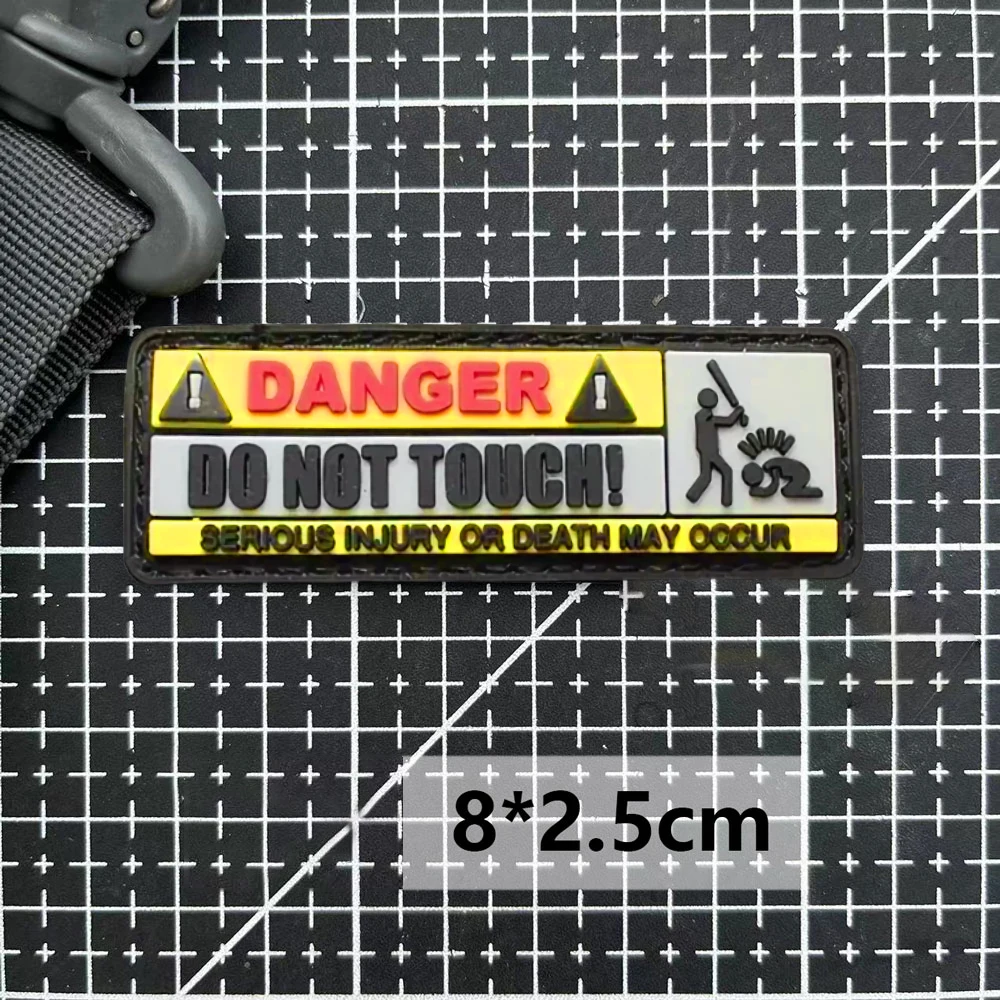 DANGER
DO NOT TOUCH!
SERIOUS INJURY OR DEATH MAY OCCUR
8*2.5cm